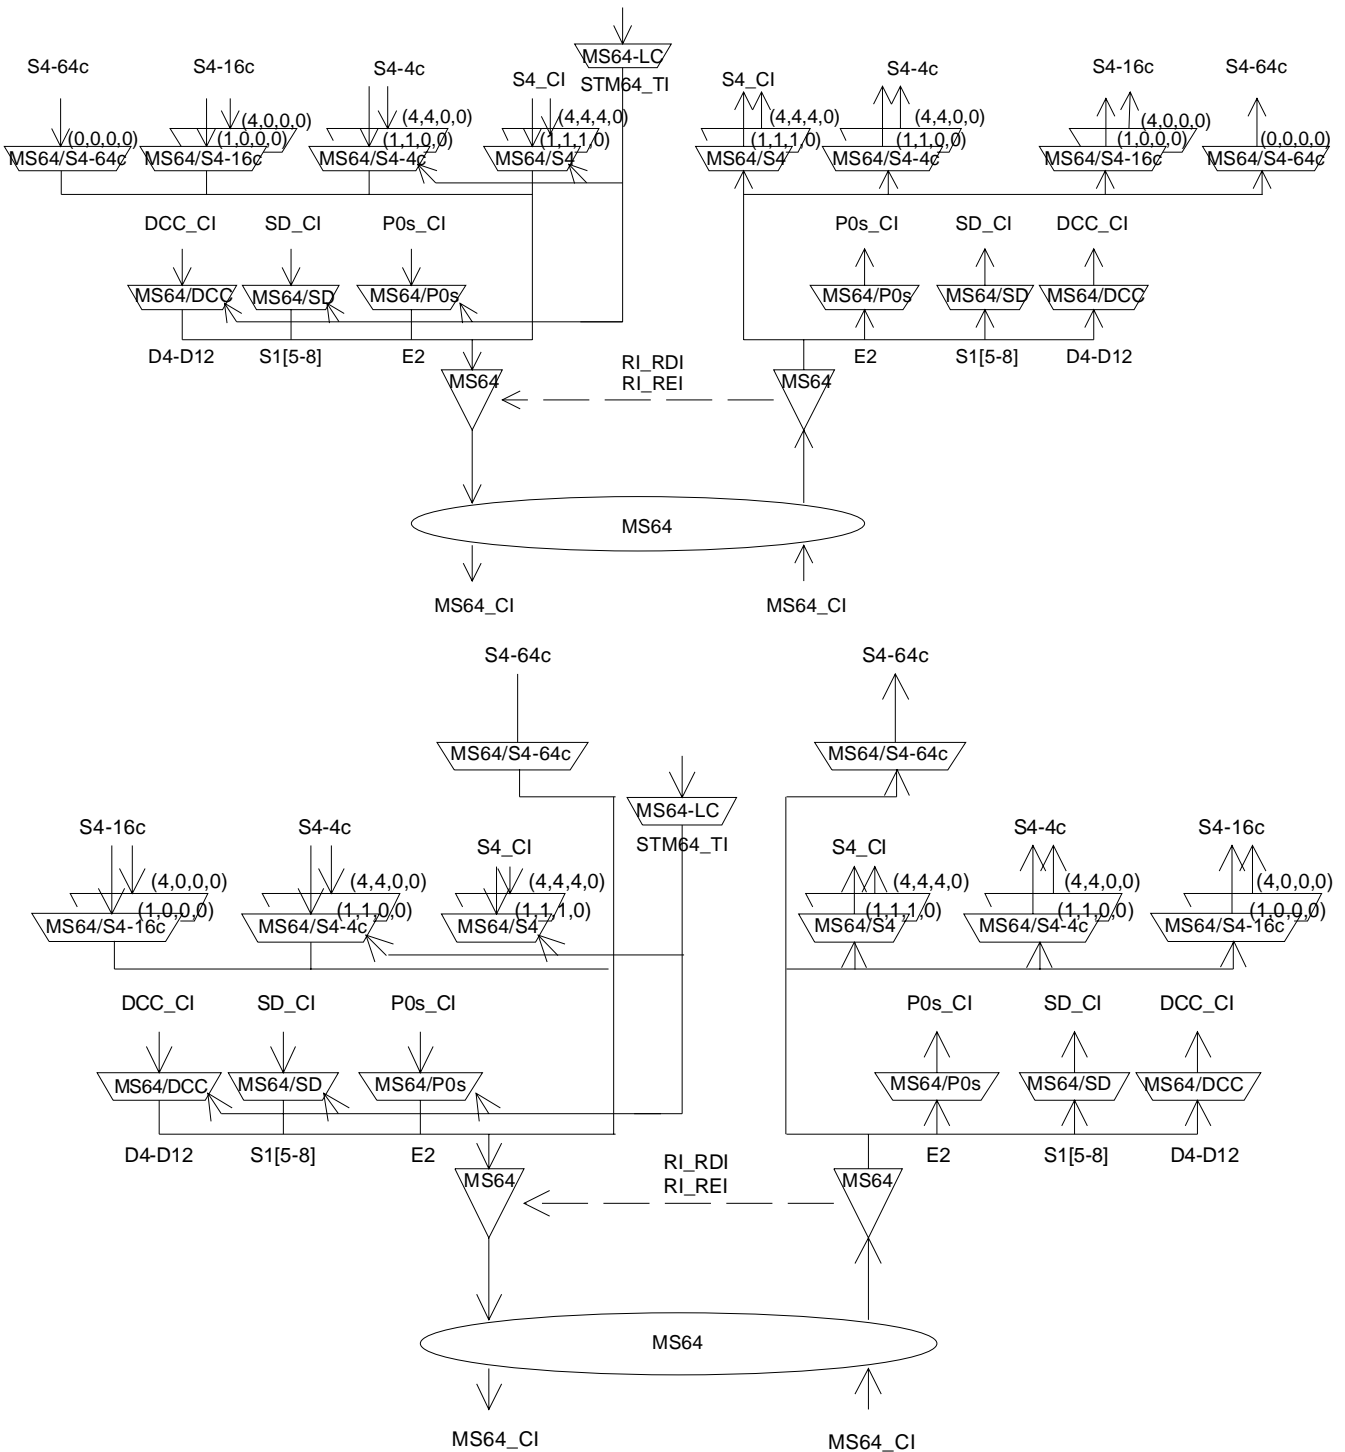 MS64-LC
STM64_TI
S4-64c
S4-16c
S4-4c
S4_CI
S4_CI
S4-4c
S4-16c
S4-64c
(0,0,0,0)
(4,0,0,0)
(1,0,0,0)
(4,4,0,0)
(1,1,0,0)
(4,4,4,0)
(1,1,1,0)
(4,4,4,0)
(1,1,1,0)
(4,4,0,0)
(1,1,0,0)
(4,0,0,0)
(1,0,0,0)
(0,0,0,0)
MS64/S4-64c
MS64/S4-16c
MS64/S4-4c
MS64/S4
MS64/S4
MS64/S4-4c
MS64/S4-16c
MS64/S4-64c
DCC_CI
SD_CI
P0s_CI
P0s_CI
SD_CI
DCC_CI
MS64/DCC
MS64/SD
MS64/P0s
MS64/P0s
MS64/SD
MS64/DCC
D4-D12
S1[5-8]
E2
E2
S1[5-8]
D4-D12
RI_RDI
RI_REI
MS64
MS64
MS64
MS64_CI
MS64_CI
S4-64c
S4-64c
MS64/S4-64c
MS64/S4-64c
MS64-LC
STM64_TI
S4-16c
S4-4c
S4_CI
S4_CI
S4-4c
S4-16c
(4,0,0,0)
(1,0,0,0)
(4,4,0,0)
(1,1,0,0)
(4,4,4,0)
(1,1,1,0)
(4,4,4,0)
(1,1,1,0)
(4,4,0,0)
(1,1,0,0)
(4,0,0,0)
(1,0,0,0)
MS64/S4-16c
MS64/S4-4c
MS64/S4
MS64/S4
MS64/S4-4c
MS64/S4-16c
DCC_CI
SD_CI
P0s_CI
P0s_CI
SD_CI
DCC_CI
MS64/DCC
MS64/SD
MS64/P0s
MS64/P0s
MS64/SD
MS64/DCC
D4-D12
S1[5-8]
E2
E2
S1[5-8]
D4-D12
RI_RDI
RI_REI
MS64
MS64
MS64
MS64_CI
MS64_CI